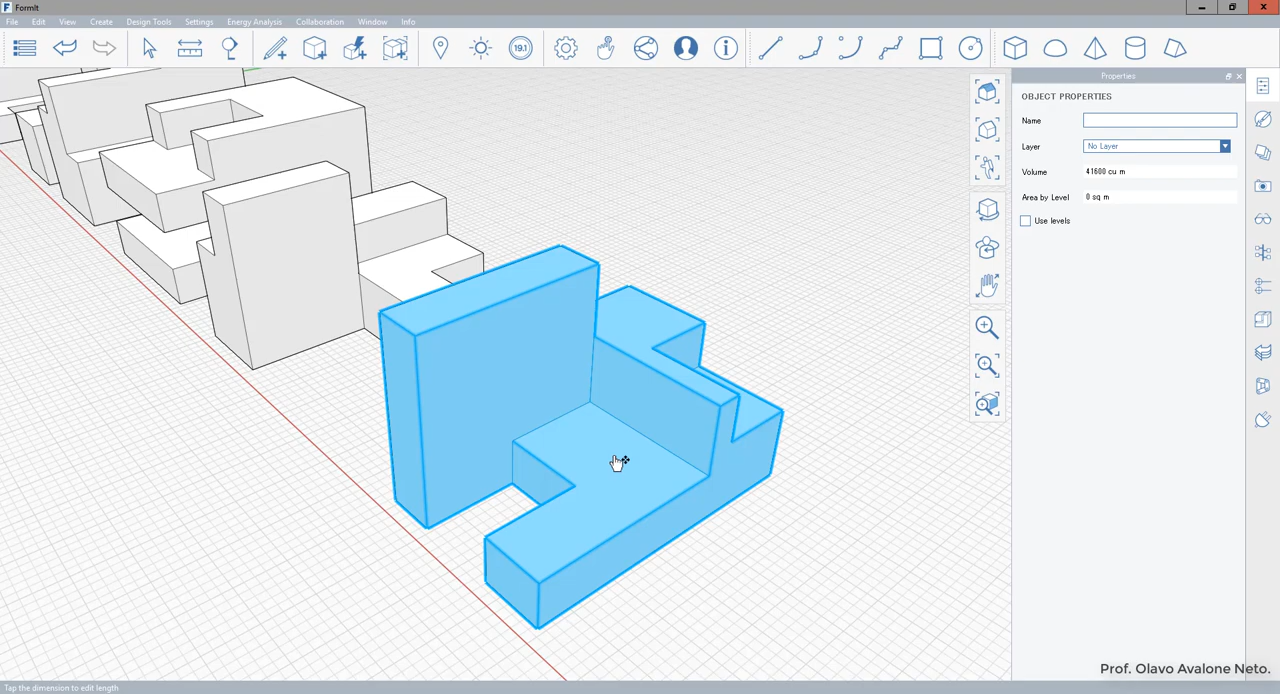 FormIt
File Edit View Create Design Tools Settings Energy Analysis Collaboration Window Info
19.1
Properties
OBJECT PROPERTIES
Name
Layer No Layer
Volume 41600 cu m
Area by Level 0 sq m
Use levels
Prof. Olavo Avalone Neto.
Tap the dimension to edit length